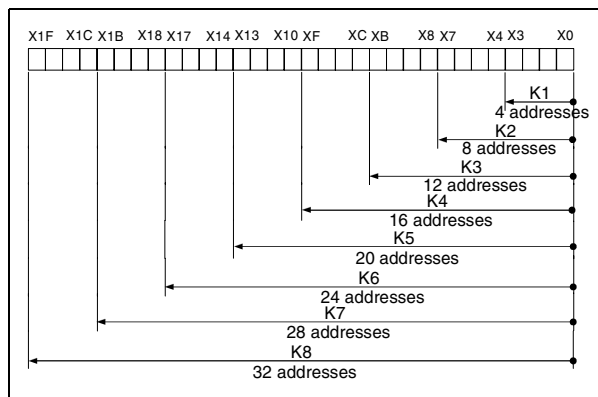 X1F X1C X1B X18 X17 X14 X13 X10 XF XC XB X8 X7 X4 X3 X0
K1
4 addresses
K2
8 addresses
K3
12 addresses
K4
16 addresses
K5
20 addresses
K6
24 addresses
K7
28 addresses
K8
32 addresses